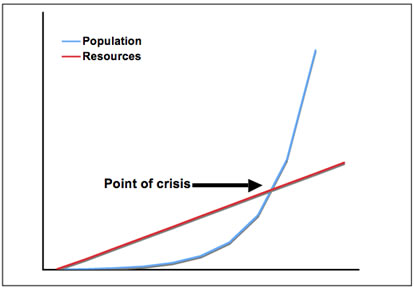 Population
Resources
Point of crisis